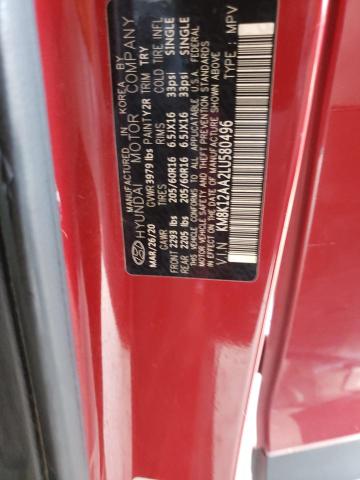 MANUFACTURED IN KOREA BY
HYUNDAI MOTOR COMPANY
MAR/26/20 GVWR 3979 lbs PAINT Y2R TRIM TRY
GAWR TIRES RIMS COLD TIRE INFL
FRONT 2293 lbs 205/60R16 6.5JX16 33psi SINGLE
REAR 2205 lbs 205/60R16 6.5JX16 33psi SINGLE
THIS VEHICLE CONFORMS TO ALL APPLICABLE U.S.A FEDERAL
MOTOR VEHICLE SAFETY, BUMPER AND THEFT PREVENTION STANDARDS
IN EFFECT ON THE DATE OF MANUFACTURE SHOWN ABOVE
V.I.N : KM8K12AA2LU580496 TYPE : MPV